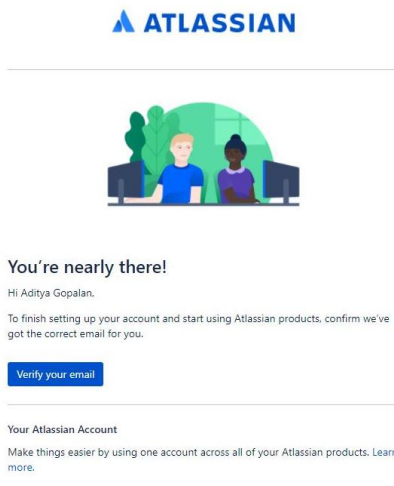 ATLASSIAN
You're nearly there!
Hi Aditya Gopalan,
To finish setting up your account and start using Atlassian products, confirm we've
got the correct email for you.
Verify your email
Your Atlassian Account
Make things easier by using one account across all of your Atlassian products. Learn
more.